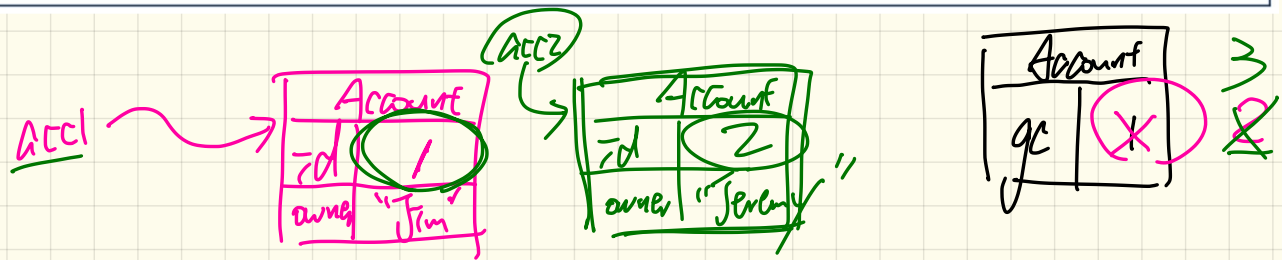 acc1
Account
id 1
owner "Jim"
acc2
Account
id 2
owner "Jeremy"
Account
gc
2
3